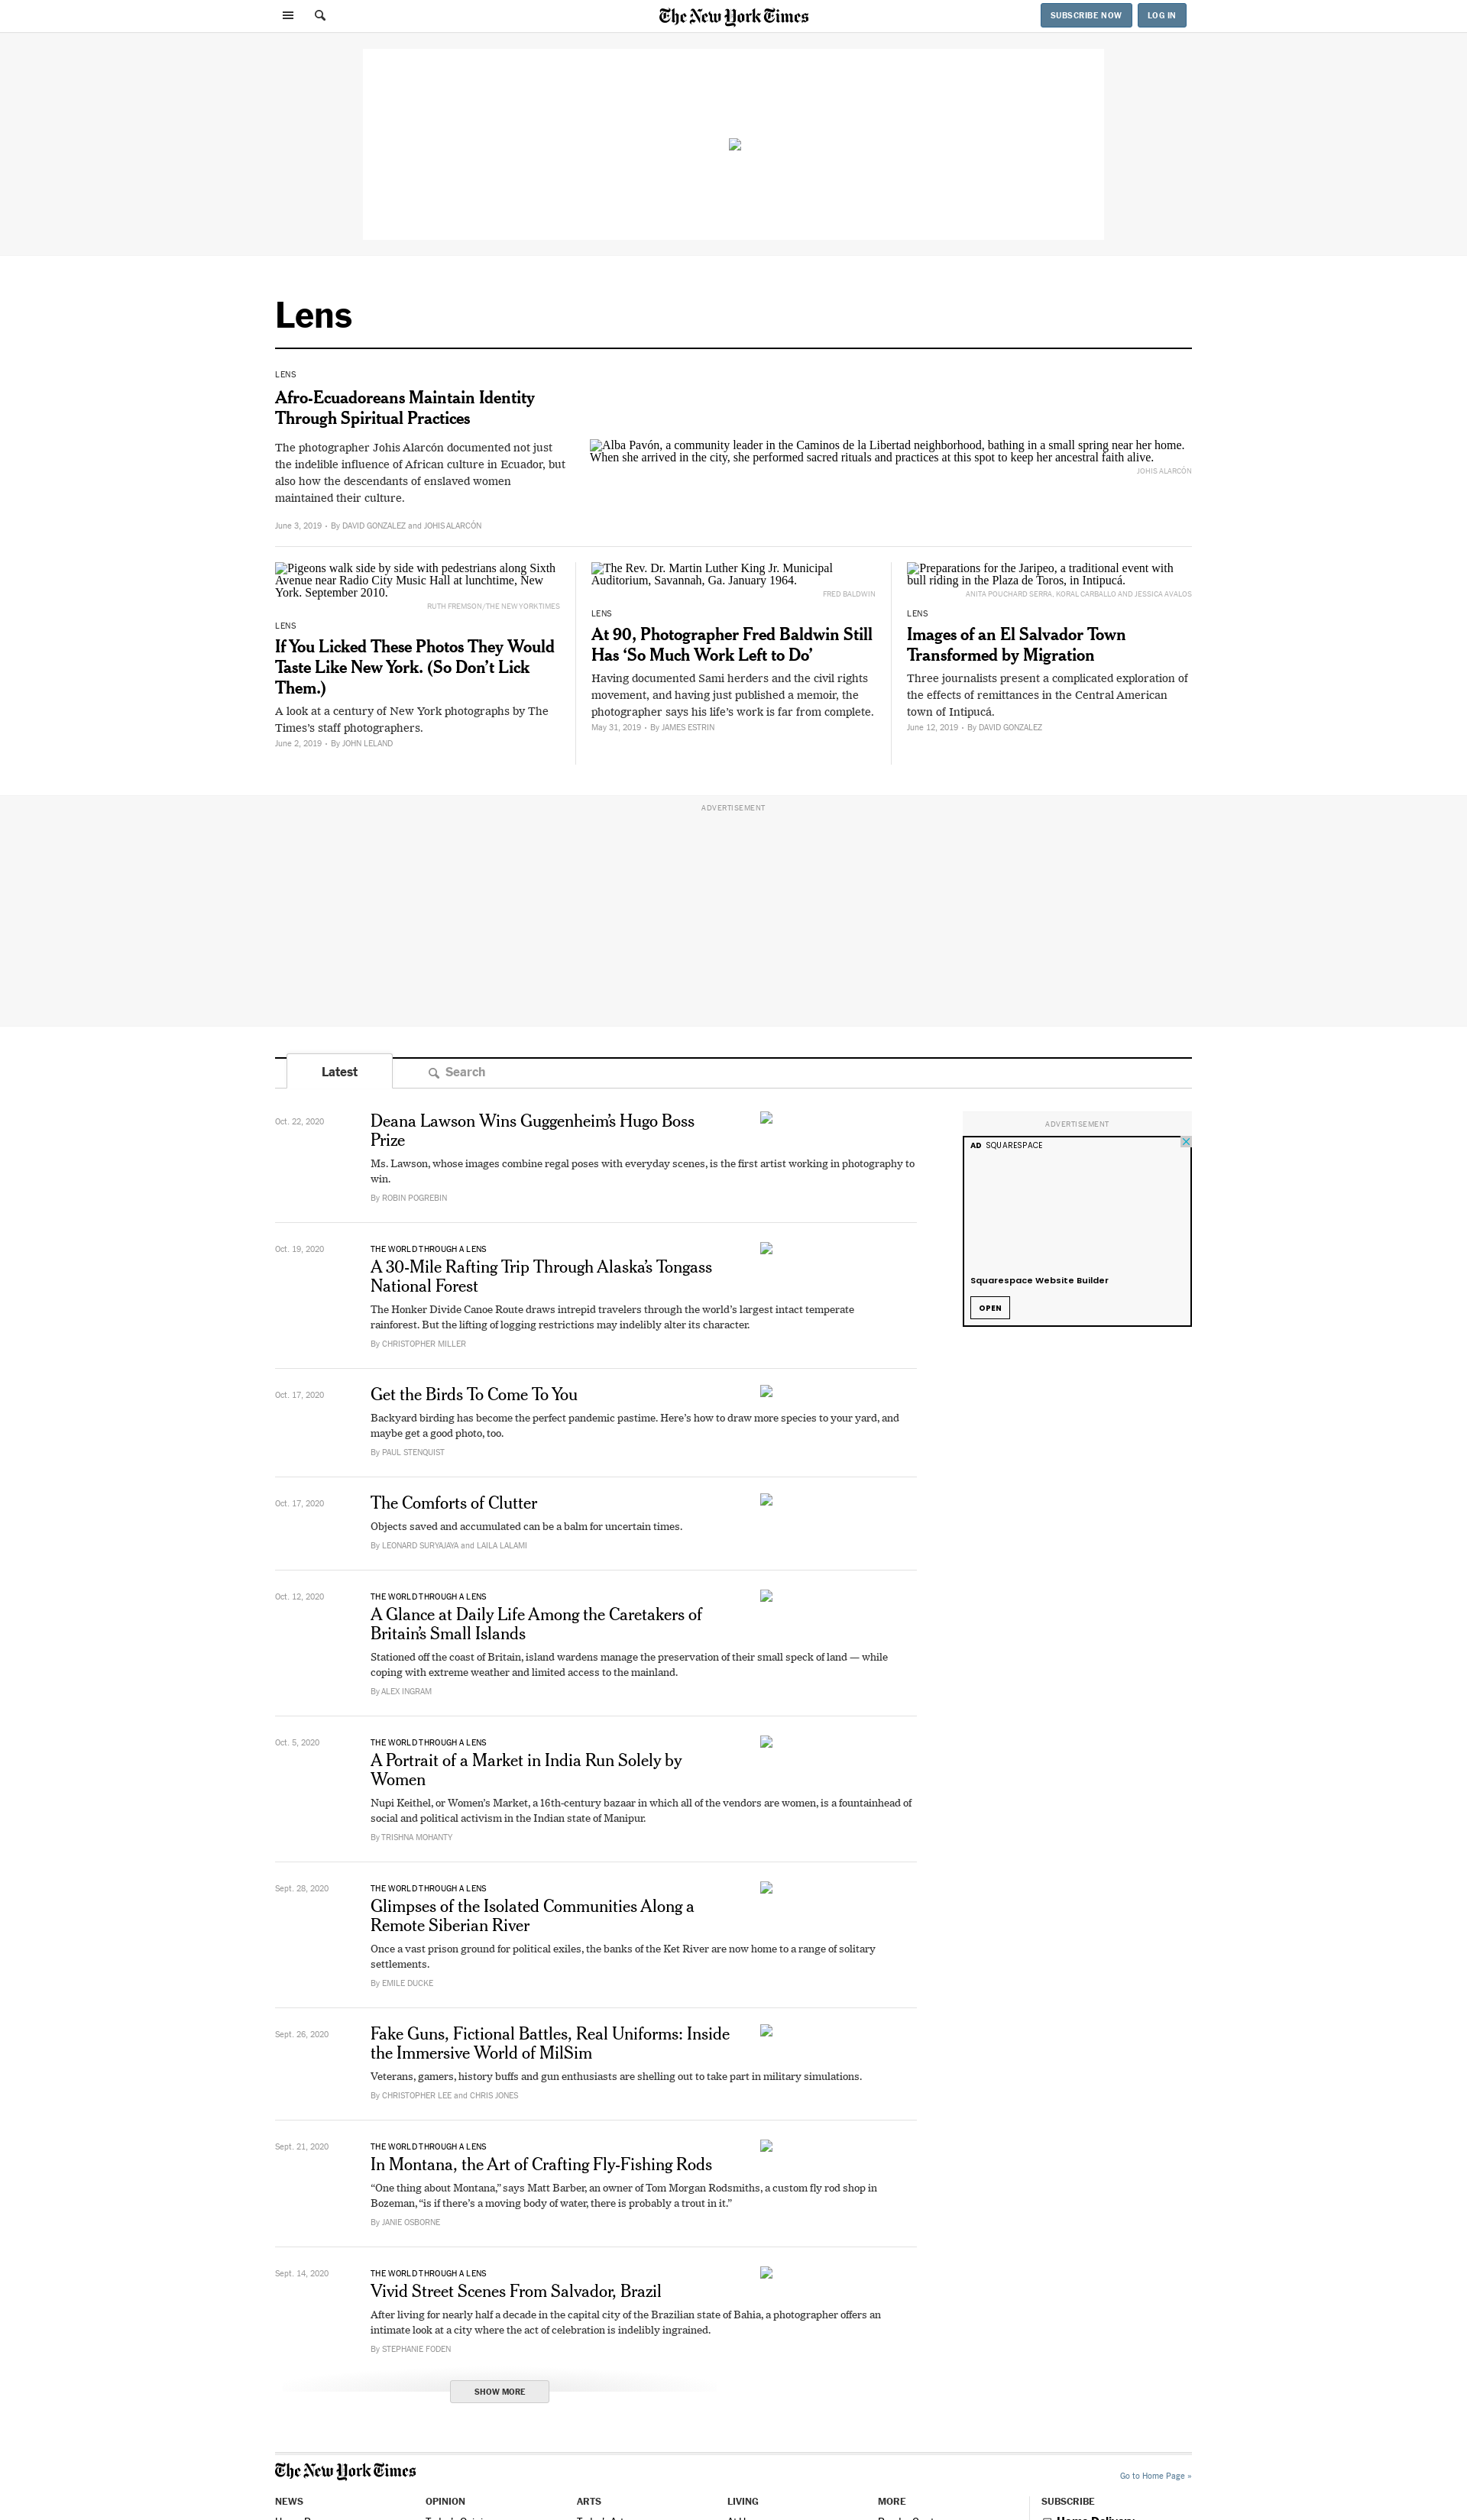 The New York Times
SUBSCRIBE NOW
LOG IN
Lens
LENS
Afro-Ecuadoreans Maintain Identity
Through Spiritual Practices
The photographer Johis Alarcón documented not just
the indelible influence of African culture in Ecuador, but
also how the descendants of enslaved women
maintained their culture.
June 3, 2019 • By DAVID GONZALEZ and JOHIS ALARCÓN
Alba Pavón, a community leader in the Caminos de la Libertad neighborhood, bathing in a small spring near her home.
When she arrived in the city, she performed sacred rituals and practices at this spot to keep her ancestral faith alive.
JOHIS ALARCÓN
Pigeons walk side by side with pedestrians along Sixth
Avenue near Radio City Music Hall at lunchtime, New
York. September 2010.
RUTH FREMSON/THE NEW YORK TIMES
LENS
If You Licked These Photos They Would
Taste Like New York. (So Don’t Lick
Them.)
A look at a century of New York photographs by The
Times’s staff photographers.
June 2, 2019 • By JOHN LELAND
The Rev. Dr. Martin Luther King Jr. Municipal
Auditorium, Savannah, Ga. January 1964.
FRED BALDWIN
LENS
At 90, Photographer Fred Baldwin Still
Has ‘So Much Work Left to Do’
Having documented Sami herders and the civil rights
movement, and having just published a memoir, the
photographer says his life’s work is far from complete.
May 31, 2019 • By JAMES ESTRIN
Preparations for the Jaripeo, a traditional event with
bull riding in the Plaza de Toros, in Intipucá.
ANITA POUCHARD SERRA, KORAL CARBALLO AND JESSICA AVALOS
LENS
Images of an El Salvador Town
Transformed by Migration
Three journalists present a complicated exploration of
the effects of remittances in the Central American
town of Intipucá.
June 12, 2019 • By DAVID GONZALEZ
ADVERTISEMENT
Latest
Search
Oct. 22, 2020
Deana Lawson Wins Guggenheim’s Hugo Boss
Prize
Ms. Lawson, whose images combine regal poses with everyday scenes, is the first artist working in photography to
win.
By ROBIN POGREBIN
ADVERTISEMENT
AD SQUARESPACE
Squarespace Website Builder
OPEN
Oct. 19, 2020
THE WORLD THROUGH A LENS
A 30-Mile Rafting Trip Through Alaska’s Tongass
National Forest
The Honker Divide Canoe Route draws intrepid travelers through the world’s largest intact temperate
rainforest. But the lifting of logging restrictions may indelibly alter its character.
By CHRISTOPHER MILLER
Oct. 17, 2020
Get the Birds To Come To You
Backyard birding has become the perfect pandemic pastime. Here’s how to draw more species to your yard, and
maybe get a good photo, too.
By PAUL STENQUIST
Oct. 17, 2020
The Comforts of Clutter
Objects saved and accumulated can be a balm for uncertain times.
By LEONARD SURYAJAYA and LAILA LALAMI
Oct. 12, 2020
THE WORLD THROUGH A LENS
A Glance at Daily Life Among the Caretakers of
Britain’s Small Islands
Stationed off the coast of Britain, island wardens manage the preservation of their small speck of land — while
coping with extreme weather and limited access to the mainland.
By ALEX INGRAM
Oct. 5, 2020
THE WORLD THROUGH A LENS
A Portrait of a Market in India Run Solely by
Women
Nupi Keithel, or Women’s Market, a 16th-century bazaar in which all of the vendors are women, is a fountainhead of
social and political activism in the Indian state of Manipur.
By TRISHNA MOHANTY
Sept. 28, 2020
THE WORLD THROUGH A LENS
Glimpses of the Isolated Communities Along a
Remote Siberian River
Once a vast prison ground for political exiles, the banks of the Ket River are now home to a range of solitary
settlements.
By EMILE DUCKE
Sept. 26, 2020
Fake Guns, Fictional Battles, Real Uniforms: Inside
the Immersive World of MilSim
Veterans, gamers, history buffs and gun enthusiasts are shelling out to take part in military simulations.
By CHRISTOPHER LEE and CHRIS JONES
Sept. 21, 2020
THE WORLD THROUGH A LENS
In Montana, the Art of Crafting Fly-Fishing Rods
“One thing about Montana,” says Matt Barber, an owner of Tom Morgan Rodsmiths, a custom fly rod shop in
Bozeman, “is if there’s a moving body of water, there is probably a trout in it.”
By JANIE OSBORNE
Sept. 14, 2020
THE WORLD THROUGH A LENS
Vivid Street Scenes From Salvador, Brazil
After living for nearly half a decade in the capital city of the Brazilian state of Bahia, a photographer offers an
intimate look at a city where the act of celebration is indelibly ingrained.
By STEPHANIE FODEN
SHOW MORE
The New York Times
Go to Home Page »
NEWS
OPINION
ARTS
LIVING
MORE
SUBSCRIBE